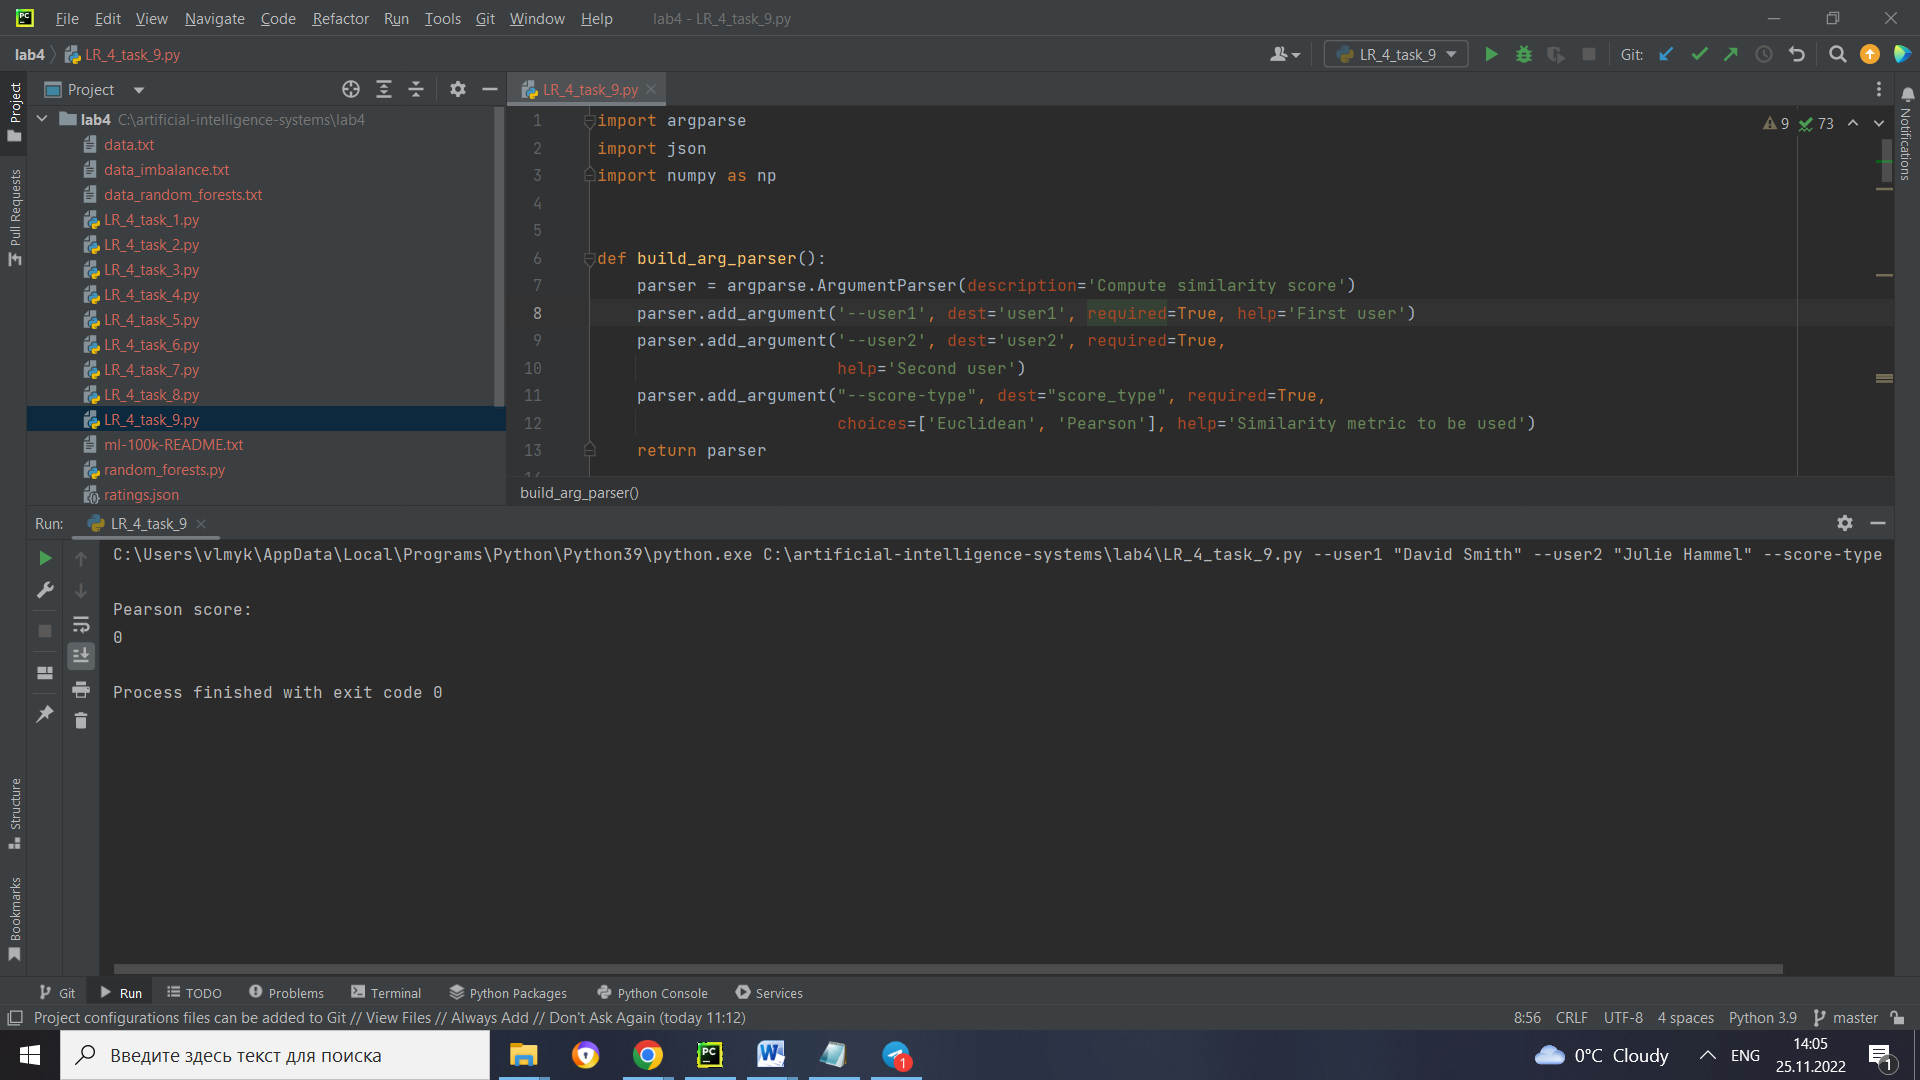 File Edit View Navigate Code Refactor Run Tools Git Window Help lab4 - LR_4_task_9.py
lab4 LR_4_task_9.py LR_4_task_9 Git:
Project
LR_4_task_9.py
Project
Pull Requests
Structure
Bookmarks
Notifications
lab4 C:\artificial-intelligence-systems\lab4
data.txt
data_imbalance.txt
data_random_forests.txt
LR_4_task_1.py
LR_4_task_2.py
LR_4_task_3.py
LR_4_task_4.py
LR_4_task_5.py
LR_4_task_6.py
LR_4_task_7.py
LR_4_task_8.py
LR_4_task_9.py
ml-100k-README.txt
random_forests.py
ratings.json
9 73
1 import argparse
2 import json
3 import numpy as np
4
5
6 def build_arg_parser():
7 parser = argparse.ArgumentParser(description='Compute similarity score')
8 parser.add_argument('--user1', dest='user1', required=True, help='First user')
9 parser.add_argument('--user2', dest='user2', required=True,
10 help='Second user')
11 parser.add_argument("--score-type", dest="score_type", required=True,
12 choices=['Euclidean', 'Pearson'], help='Similarity metric to be used')
13 return parser
14
build_arg_parser()
Run: LR_4_task_9
C:\Users\vlmyk\AppData\Local\Programs\Python\Python39\python.exe C:\artificial-intelligence-systems\lab4\LR_4_task_9.py --user1 "David Smith" --user2 "Julie Hammel" --score-type
Pearson score:
0
Process finished with exit code 0
Git Run TODO Problems Terminal Python Packages Python Console Services
Project configurations files can be added to Git // View Files // Always Add // Don't Ask Again (today 11:12) 8:56 CRLF UTF-8 4 spaces Python 3.9 master
Введите здесь текст для поиска
PC
W
1
0°C Cloudy
ENG
14:05
25.11.2022
1